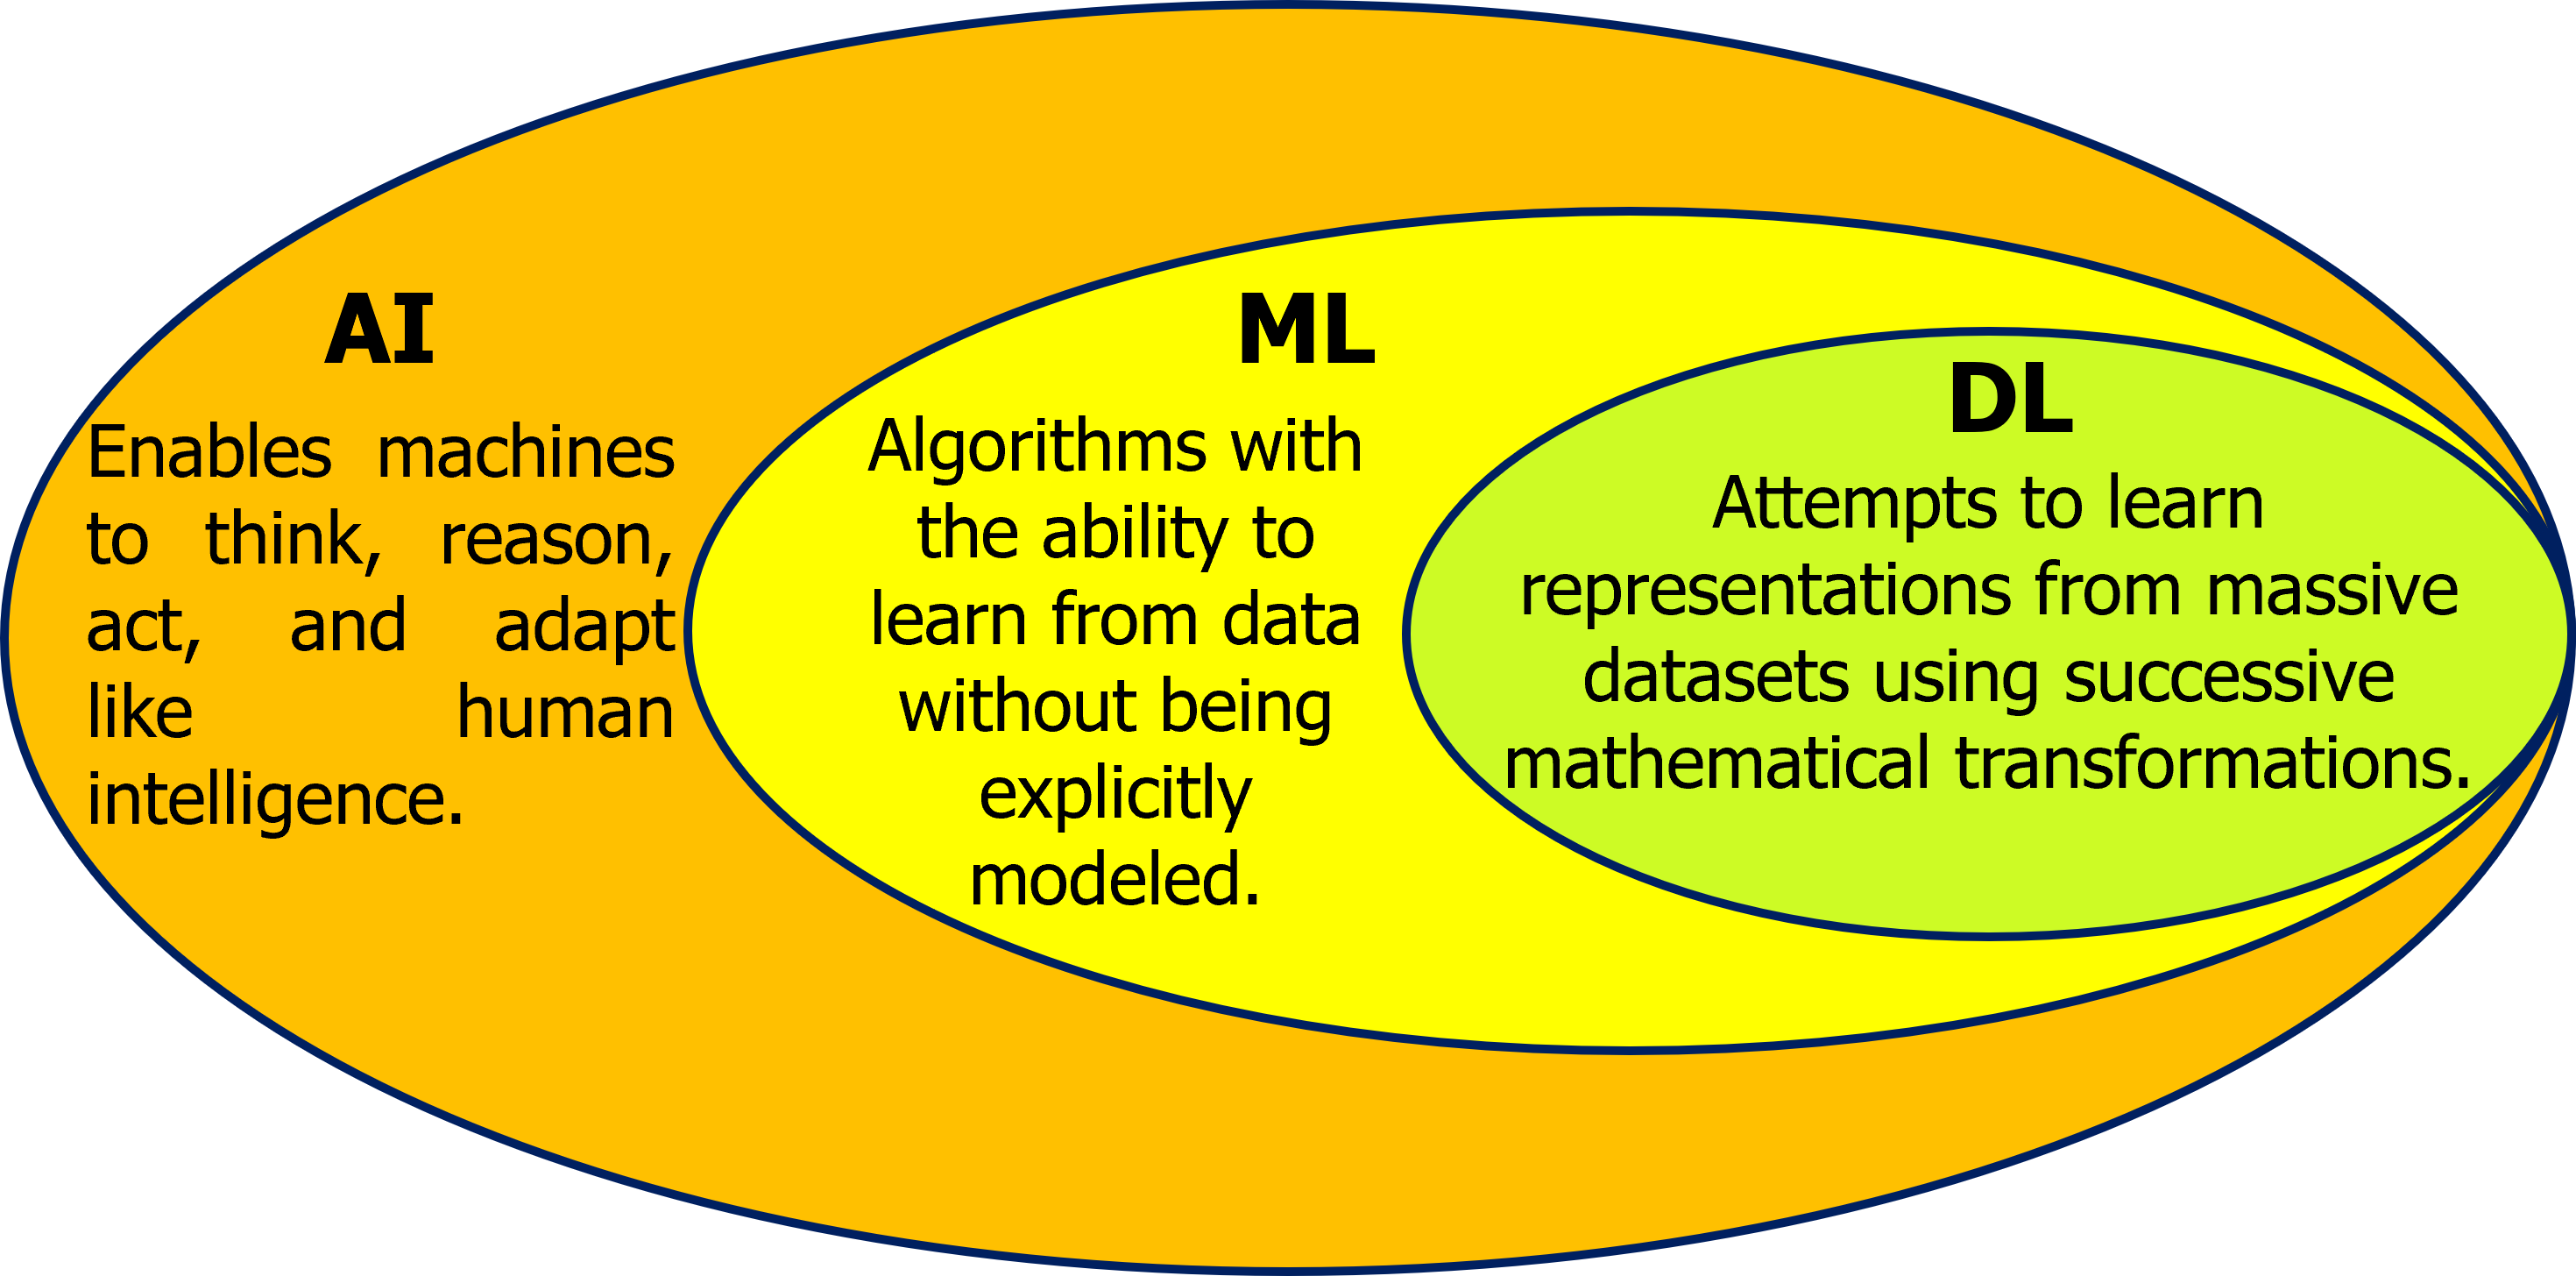 AI
Enables machines
to think, reason,
act, and adapt
like human
intelligence.
ML
Algorithms with
the ability to
learn from data
without being
explicitly
modeled.
DL
Attempts to learn
representations from massive
datasets using successive
mathematical transformations.